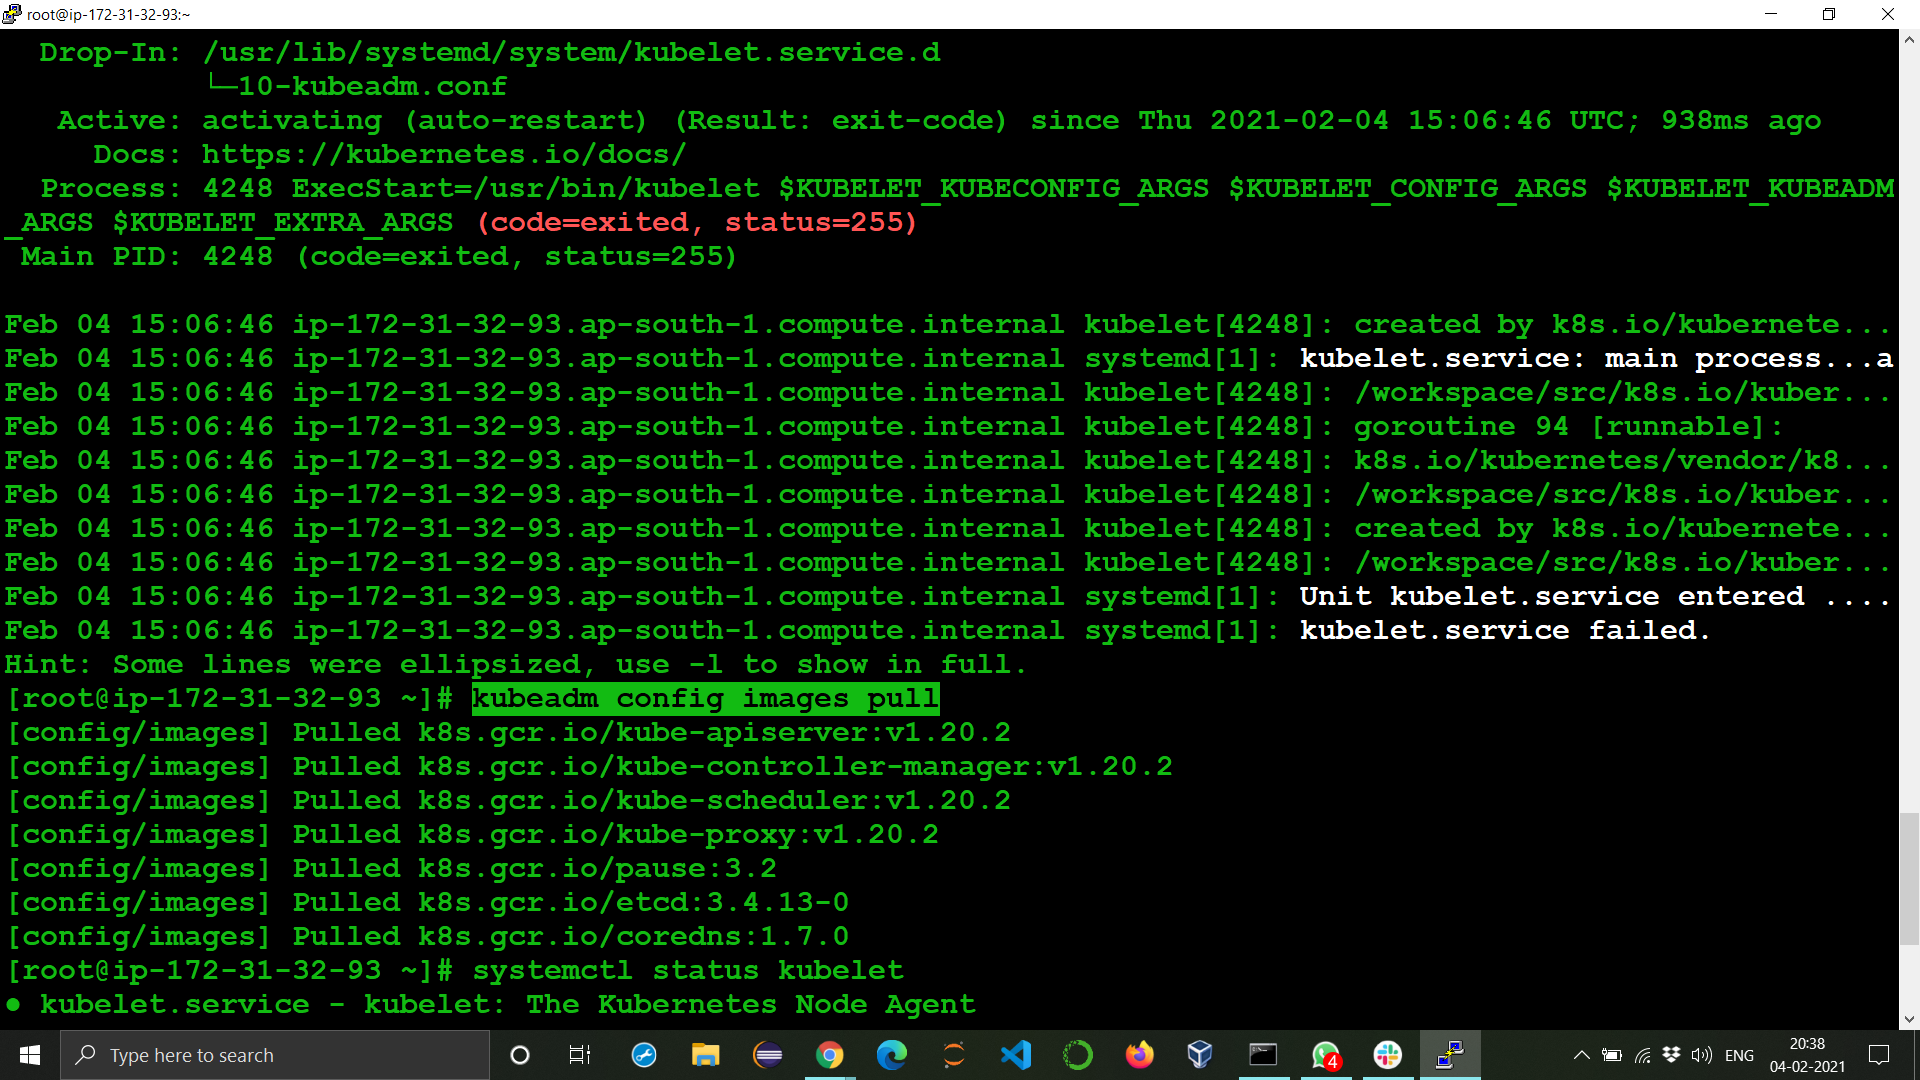 root@ip-172-31-32-93:~
Drop-In: /usr/lib/systemd/system/kubelet.service.d
└─10-kubeadm.conf
Active: activating (auto-restart) (Result: exit-code) since Thu 2021-02-04 15:06:46 UTC; 938ms ago
Docs: https://kubernetes.io/docs/
Process: 4248 ExecStart=/usr/bin/kubelet $KUBELET_KUBECONFIG_ARGS $KUBELET_CONFIG_ARGS $KUBELET_KUBEADM
_ARGS $KUBELET_EXTRA_ARGS (code=exited, status=255)
Main PID: 4248 (code=exited, status=255)
Feb 04 15:06:46 ip-172-31-32-93.ap-south-1.compute.internal kubelet[4248]: created by k8s.io/kubernete...
Feb 04 15:06:46 ip-172-31-32-93.ap-south-1.compute.internal systemd[1]: kubelet.service: main process...a
Feb 04 15:06:46 ip-172-31-32-93.ap-south-1.compute.internal kubelet[4248]: /workspace/src/k8s.io/kuber...
Feb 04 15:06:46 ip-172-31-32-93.ap-south-1.compute.internal kubelet[4248]: goroutine 94 [runnable]:
Feb 04 15:06:46 ip-172-31-32-93.ap-south-1.compute.internal kubelet[4248]: k8s.io/kubernetes/vendor/k8...
Feb 04 15:06:46 ip-172-31-32-93.ap-south-1.compute.internal kubelet[4248]: /workspace/src/k8s.io/kuber...
Feb 04 15:06:46 ip-172-31-32-93.ap-south-1.compute.internal kubelet[4248]: created by k8s.io/kubernete...
Feb 04 15:06:46 ip-172-31-32-93.ap-south-1.compute.internal kubelet[4248]: /workspace/src/k8s.io/kuber...
Feb 04 15:06:46 ip-172-31-32-93.ap-south-1.compute.internal systemd[1]: Unit kubelet.service entered ....
Feb 04 15:06:46 ip-172-31-32-93.ap-south-1.compute.internal systemd[1]: kubelet.service failed.
Hint: Some lines were ellipsized, use -l to show in full.
[root@ip-172-31-32-93 ~]# kubeadm config images pull
[config/images] Pulled k8s.gcr.io/kube-apiserver:v1.20.2
[config/images] Pulled k8s.gcr.io/kube-controller-manager:v1.20.2
[config/images] Pulled k8s.gcr.io/kube-scheduler:v1.20.2
[config/images] Pulled k8s.gcr.io/kube-proxy:v1.20.2
[config/images] Pulled k8s.gcr.io/pause:3.2
[config/images] Pulled k8s.gcr.io/etcd:3.4.13-0
[config/images] Pulled k8s.gcr.io/coredns:1.7.0
[root@ip-172-31-32-93 ~]# systemctl status kubelet
● kubelet.service - kubelet: The Kubernetes Node Agent
Type here to search
4
ENG
20:38
04-02-2021